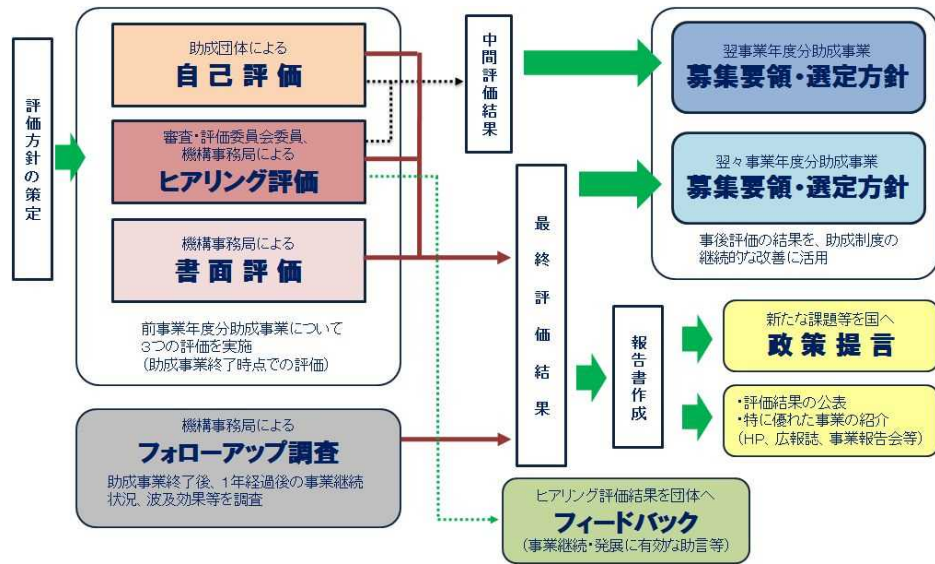 評価方針の策定
助成団体による
自己評価
審査・評価委員会委員、
機構事務局による
ヒアリング評価
機構事務局による
書面評価
前事業年度分助成事業について
3つの評価を実施
(助成事業終了時点での評価)
機構事務局による
フォローアップ調査
助成事業終了後、1年経過後の事業継続
状況、波及効果等を調査
中間評価結果
最終評価結果
翌事業年度分助成事業
募集要領・選定方針
翌々事業年度分助成事業
募集要領・選定方針
事後評価の結果を、助成制度の
継続的な改善に活用
報告書作成
新たな課題等を国へ
政策提言
・評価結果の公表
・特に優れた事業の紹介
(HP、広報誌、事業報告会等)
ヒアリング評価結果を団体へ
フィードバック
(事業継続・発展に有効な助言等)